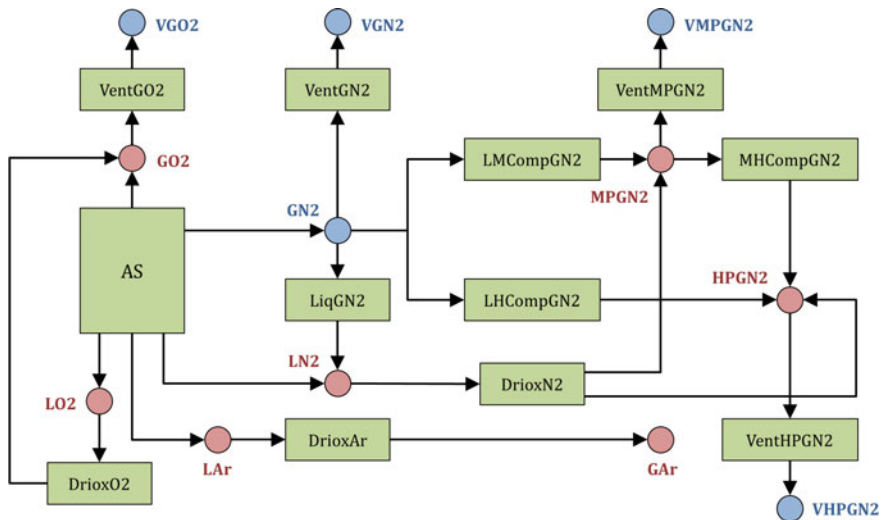 VGO2
VGN2
VMPGN2
VentGO2
VentGN2
VentMPGN2
GO2
LMCompGN2
MHCompGN2
MPGN2
GN2
AS
HPGN2
LiqGN2
LHCompGN2
LN2
DrioxN2
LO2
DrioxAr
VentHPGN2
LAr
GAr
DrioxO2
VHPGN2